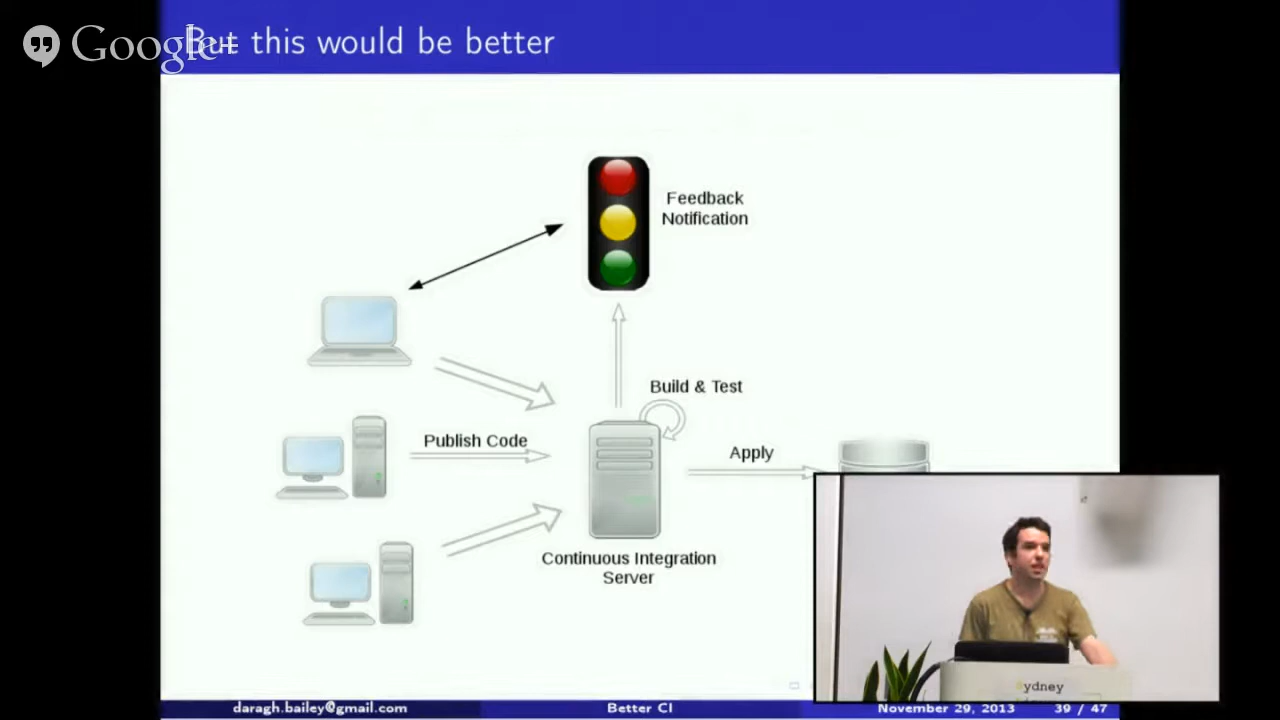 Google+
But this would be better
Feedback
Notification
Build & Test
Publish Code
Apply
Continuous Integration
Server
ydney
daragh.bailey@gmail.com
Better CI
November 29, 2013
39 / 47